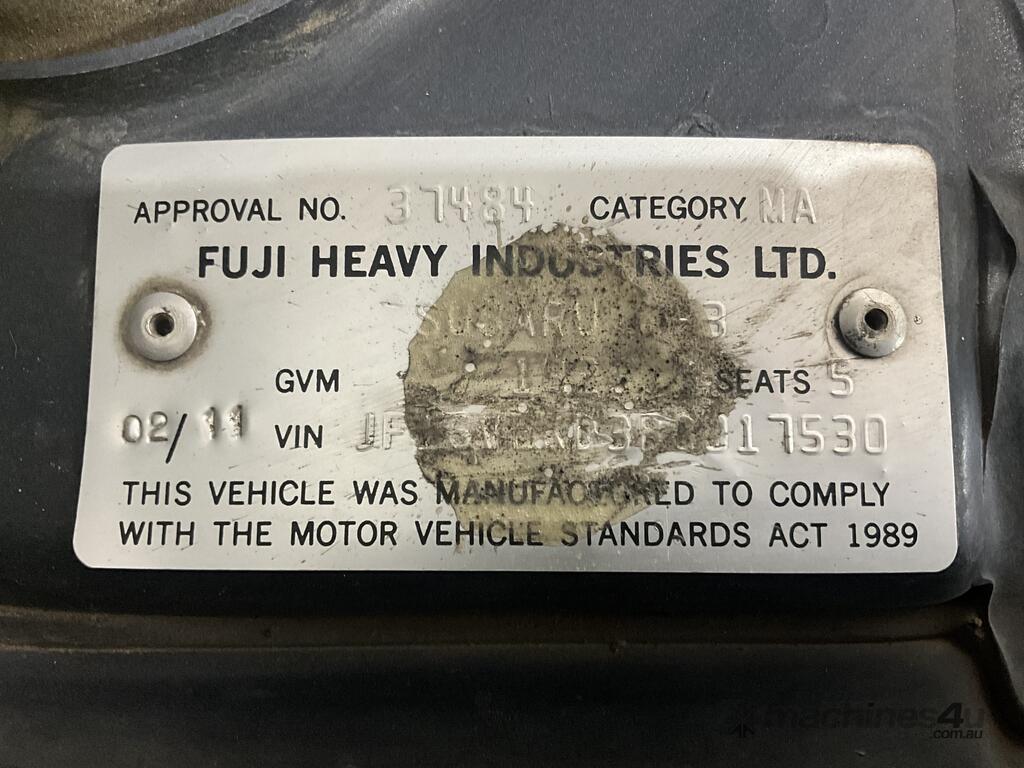 APPROVAL NO. 37484 CATEGORY MA
FUJI HEAVY INDUSTRIES LTD.
SUBARU
GVM SEATS 5
02/11 VIN
THIS VEHICLE WAS MANUFACTURED TO COMPLY
WITH THE MOTOR VEHICLE STANDARDS ACT 1989
machines4u
.com.au